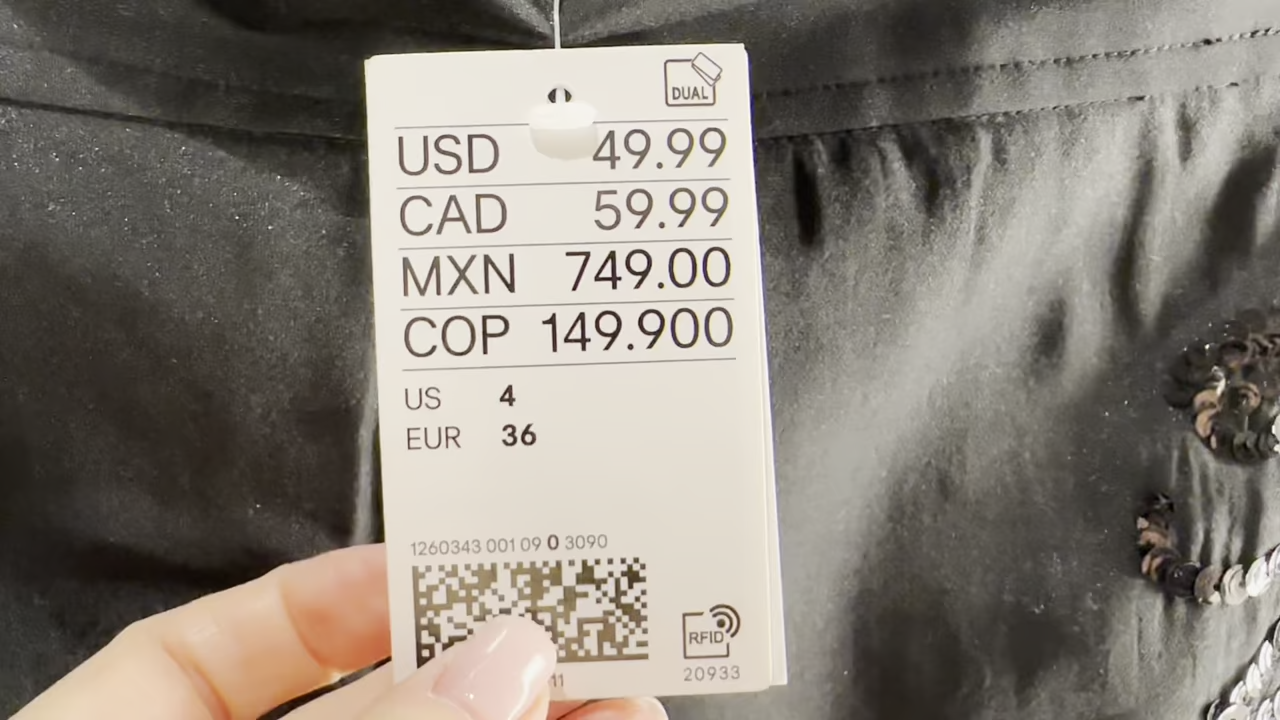 DUAL
USD 49.99
CAD 59.99
MXN 749.00
COP 149.900
US 4
EUR 36
1260343 001 09 0 3090
RFID
20933
11